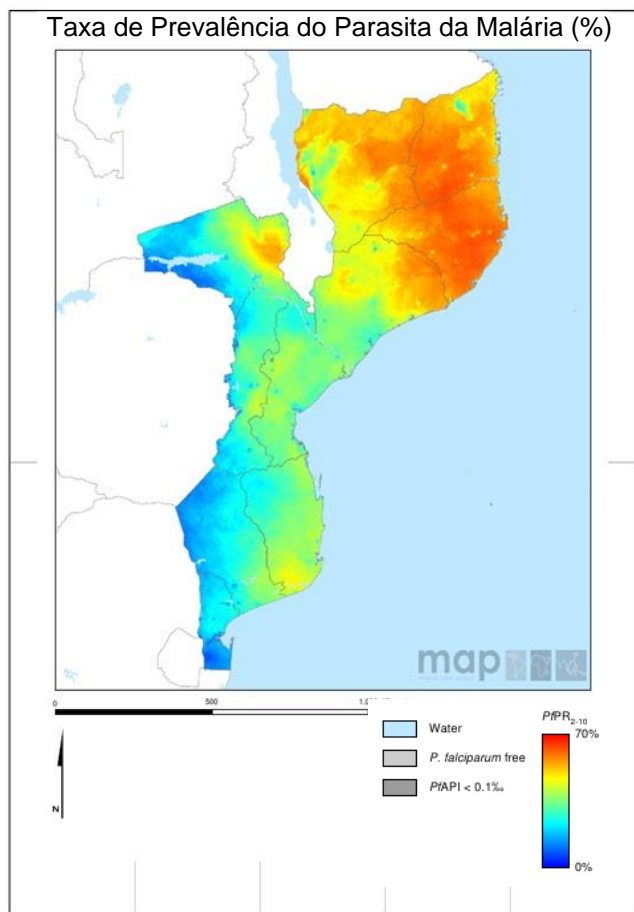 Taxa de Prevalência do Parasita da Malária (%)
map
0 500
Water
P. falciparum free
PfAPI < 0.1‰
PfPR2-10
70%
0%
N